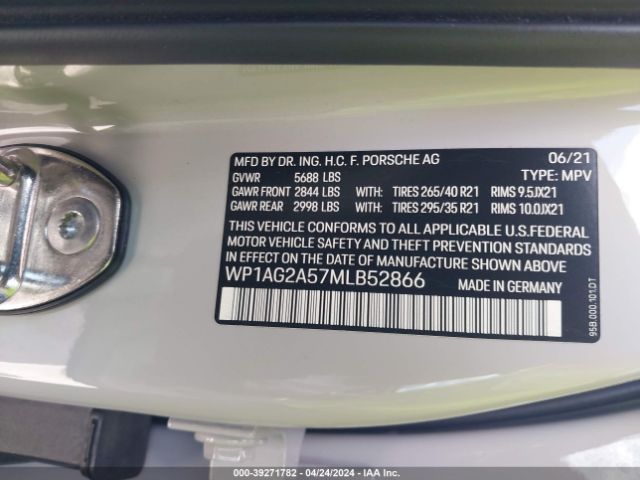 MFD BY DR. ING. H.C. F. PORSCHE AG 06/21
GVWR 5688 LBS TYPE: MPV
GAWR FRONT 2844 LBS WITH: TIRES 265/40 R21 RIMS 9.5JX21
GAWR REAR 2998 LBS WITH: TIRES 295/35 R21 RIMS 10.0JX21
THIS VEHICLE CONFORMS TO ALL APPLICABLE U.S.FEDERAL
MOTOR VEHICLE SAFETY AND THEFT PREVENTION STANDARDS
IN EFFECT ON THE DATE OF MANUFACTURE SHOWN ABOVE
WP1AG2A57MLB52866 MADE IN GERMANY
95B.000.101.DT
000-39271782 - 04/24/2024 - IAA Inc.